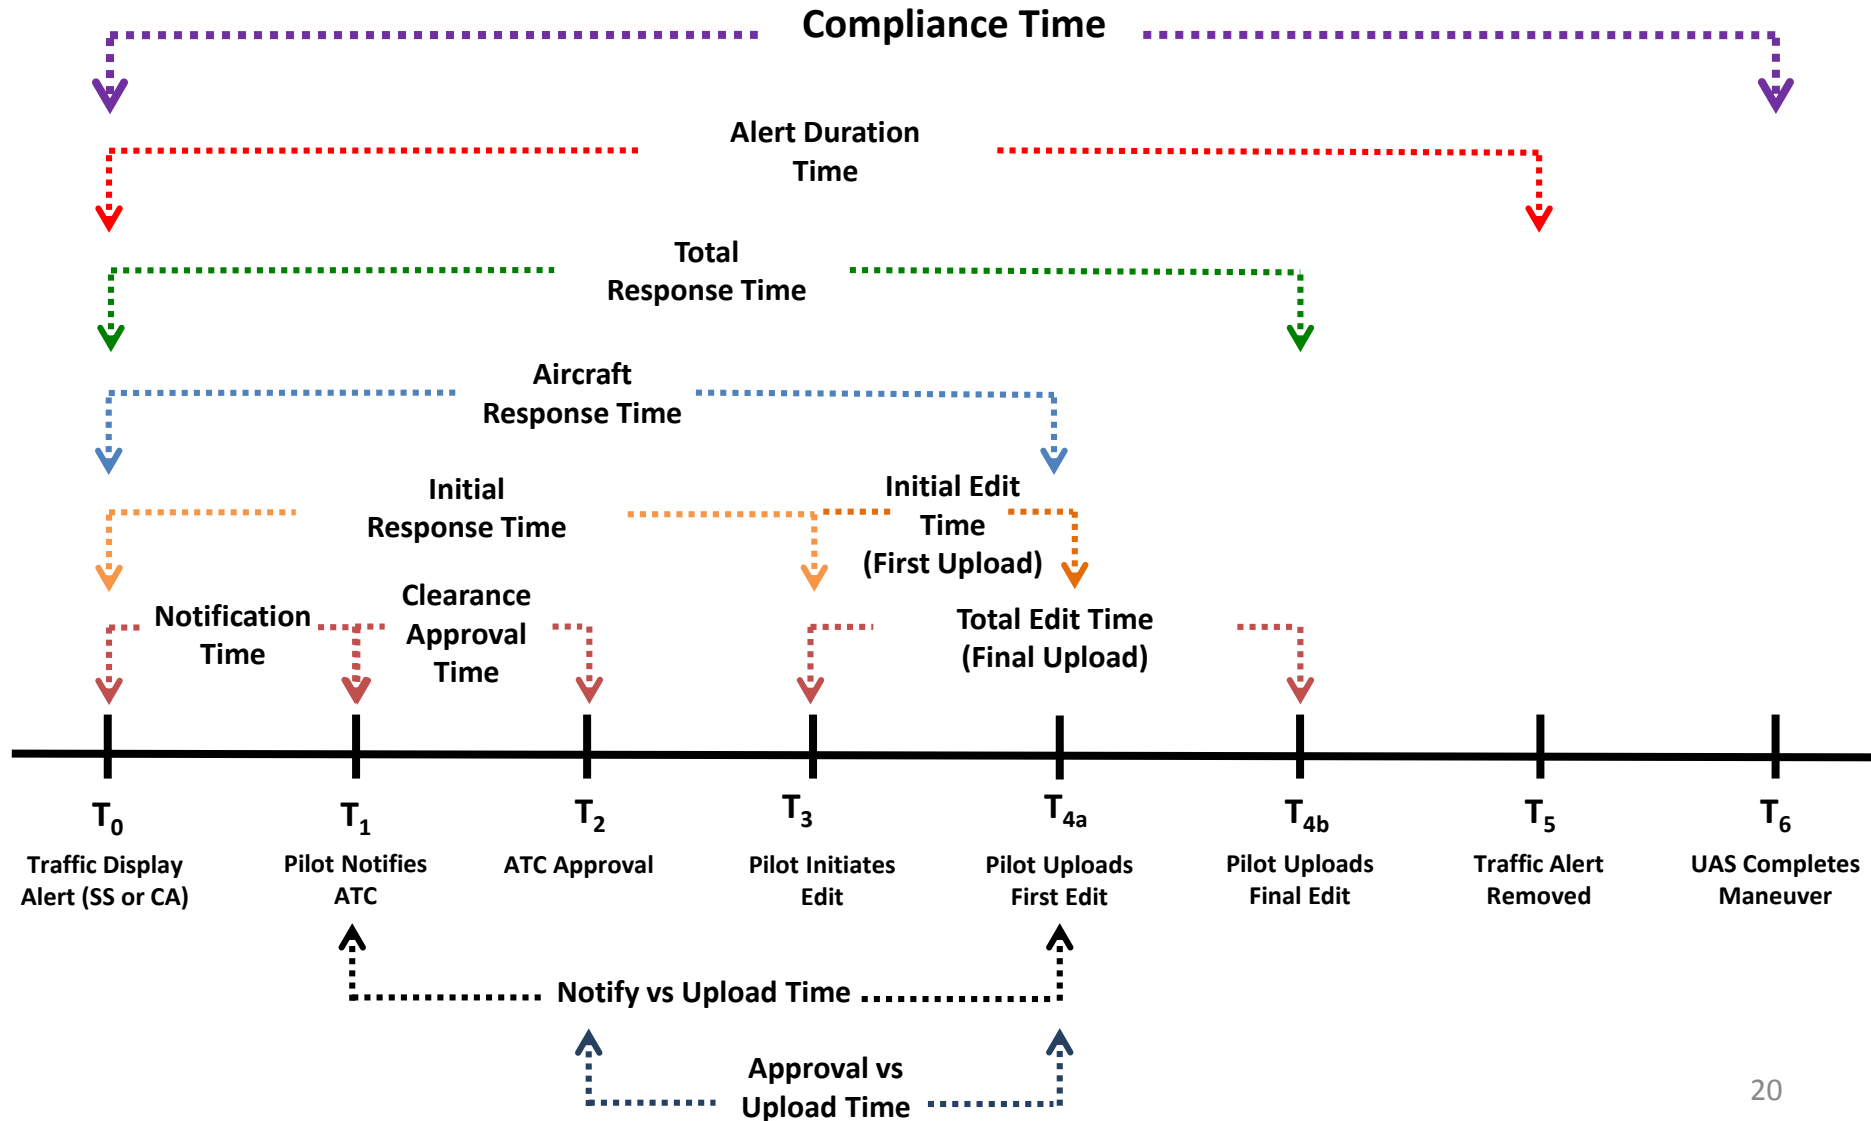 Compliance Time
Alert Duration
Time
Total
Response Time
Aircraft
Response Time
Initial
Response Time
Initial Edit
Time
(First Upload)
Notification
Time
Clearance
Approval
Time
Total Edit Time
(Final Upload)
T0
T1
T2
T3
T4a
T4b
T5
T6
Traffic Display
Alert (SS or CA)
Pilot Notifies
ATC
ATC Approval
Pilot Initiates
Edit
Pilot Uploads
First Edit
Pilot Uploads
Final Edit
Traffic Alert
Removed
UAS Completes
Maneuver
Notify vs Upload Time
Approval vs
Upload Time
20